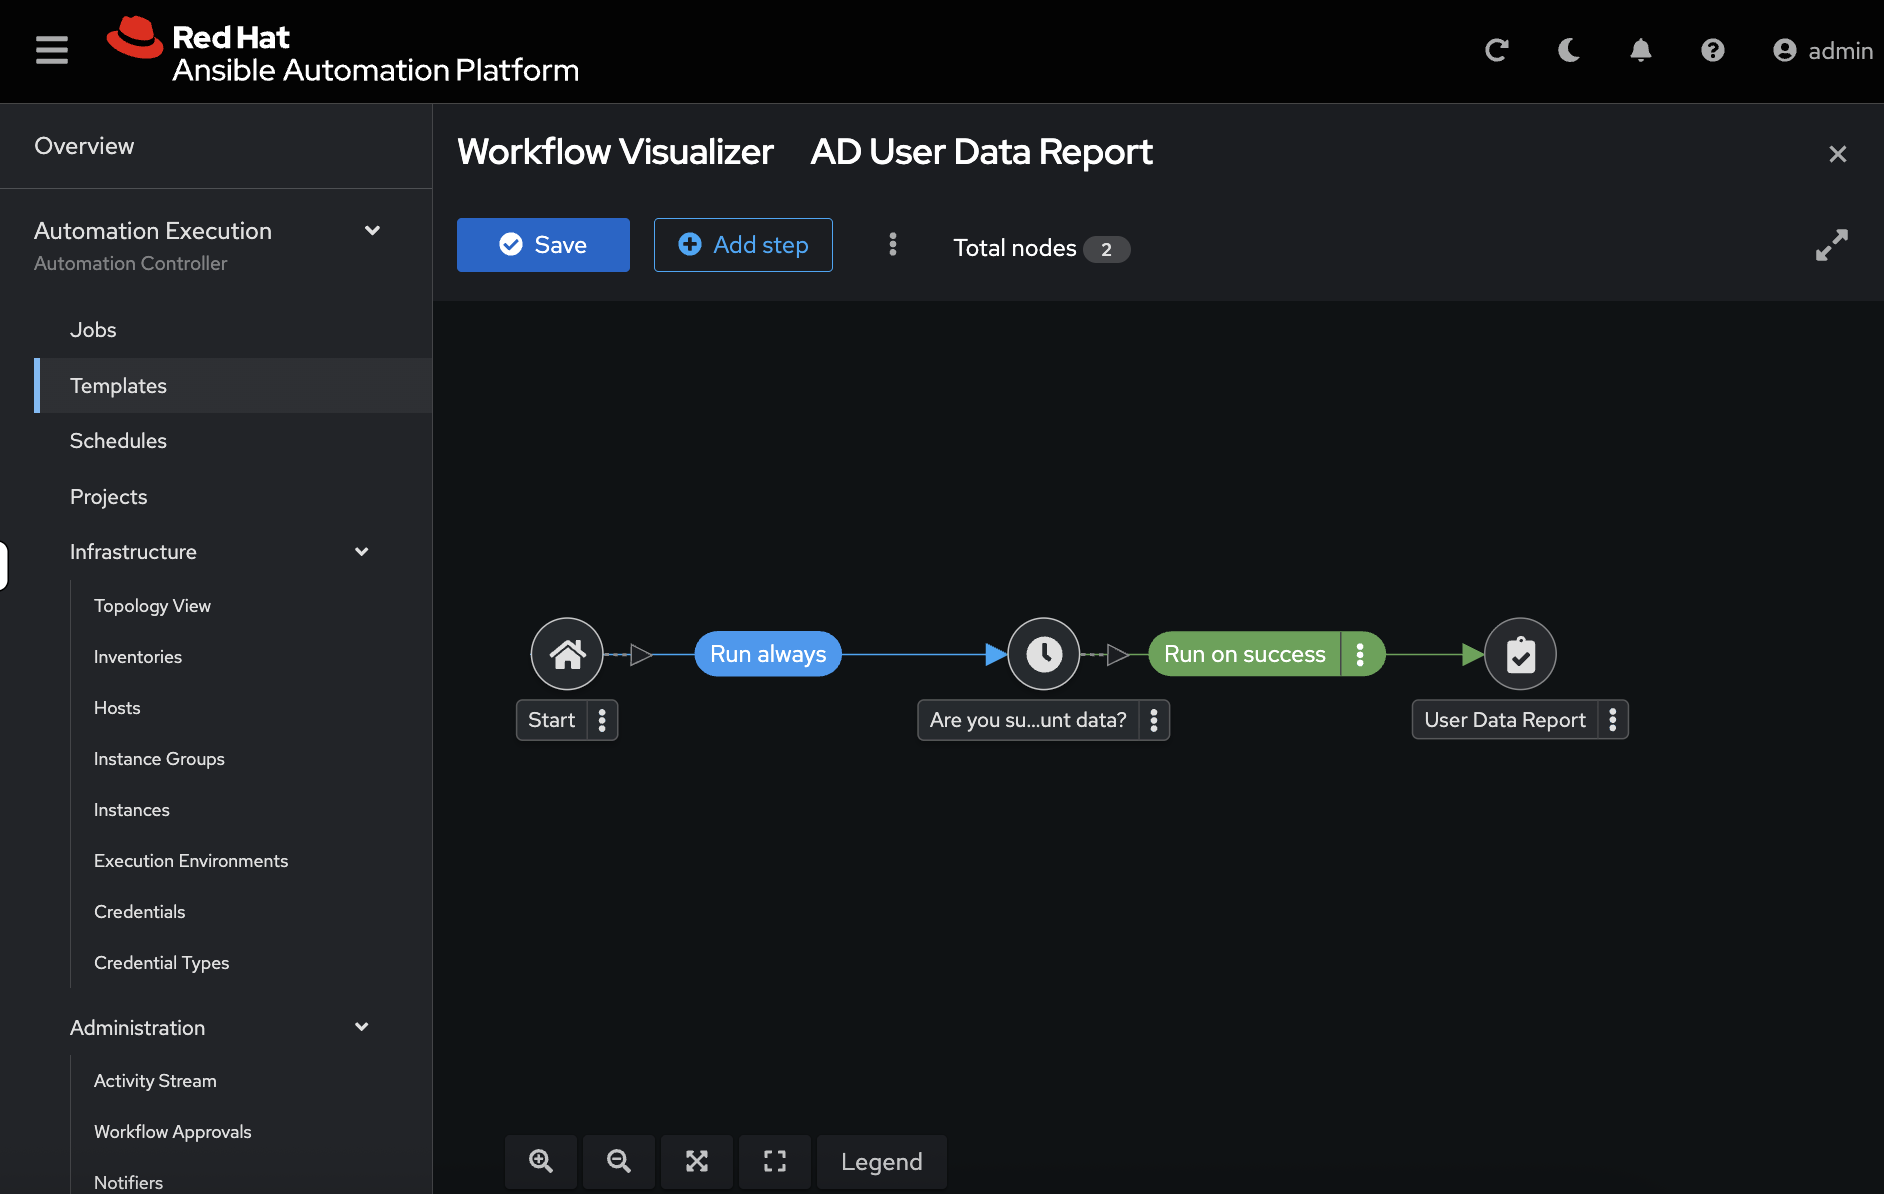 Red Hat
Ansible Automation Platform
admin
Overview
Automation Execution
Automation Controller
Jobs
Templates
Schedules
Projects
Infrastructure
Topology View
Inventories
Hosts
Instance Groups
Instances
Execution Environments
Credentials
Credential Types
Administration
Activity Stream
Workflow Approvals
Notifiers
Workflow Visualizer AD User Data Report
Save Add step Total nodes 2
Run always Run on success
Start Are you su...unt data? User Data Report
Legend